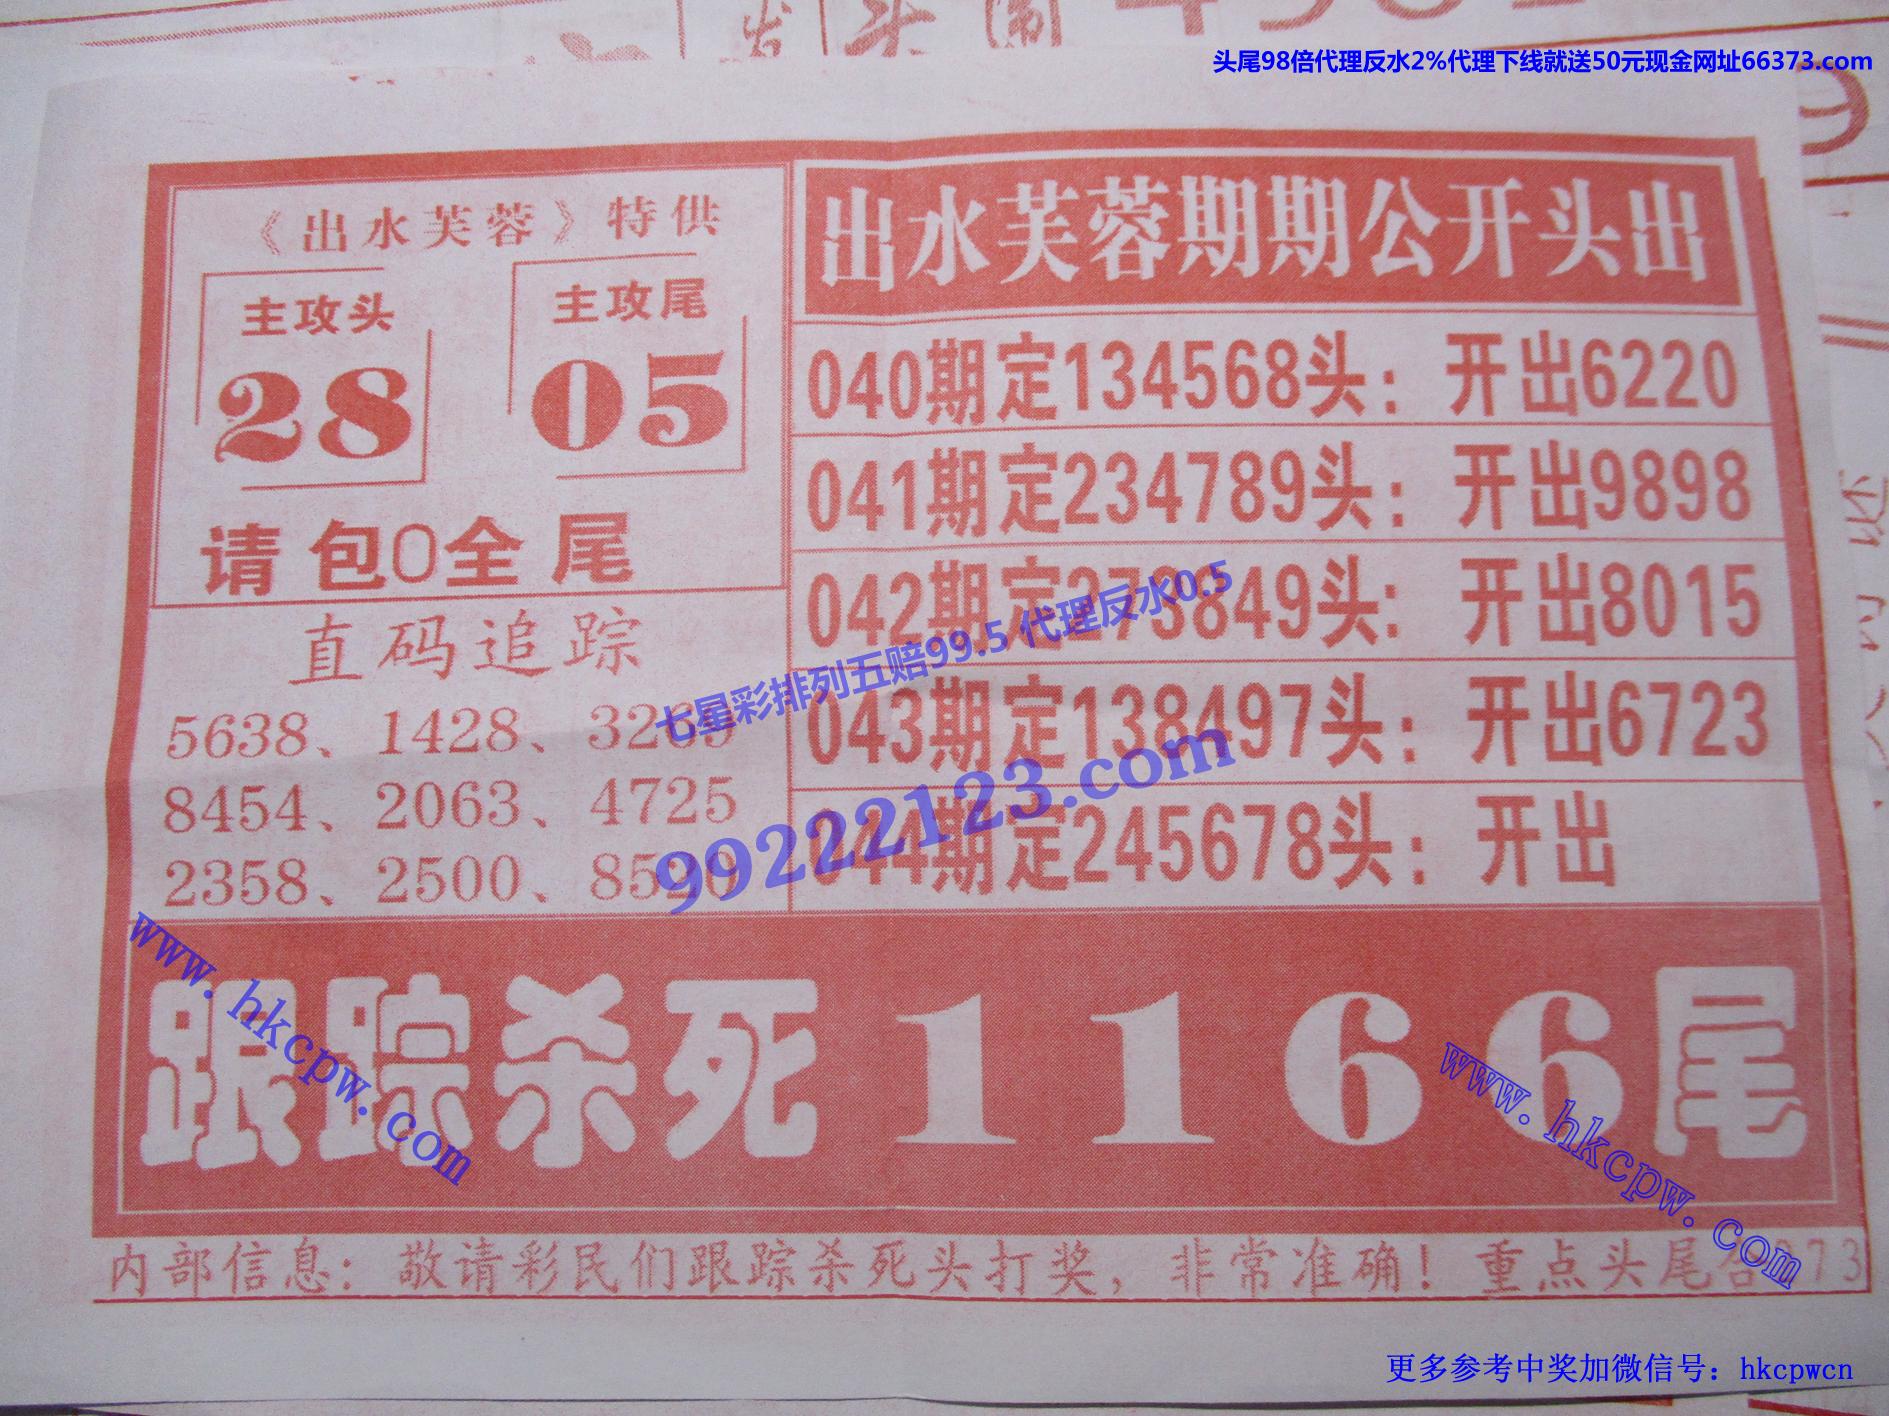 头尾98倍代理反水2%代理下线就送50元现金网址66373.com
《出水芙蓉》特供
主攻头
28
主攻尾
05
请包0全尾
直码追踪
5638、1428、3269
8454、2063、4725
2358、2500、8520
出水芙蓉期期公开头出
040期定134568头：开出6220
041期定234789头：开出9898
042期定273849头：开出8015
043期定138497头：开出6723
044期定245678头：开出
七星彩排列五赔99.5 代理反水0.5
99222123.com
跟踪杀死1166尾
www.hkcpw.com
www.hkcpw.com
内部信息：敬请彩民们跟踪杀死头打奖，非常准确！重点头尾合 73
更多参考中奖加微信号：hkcpwcn